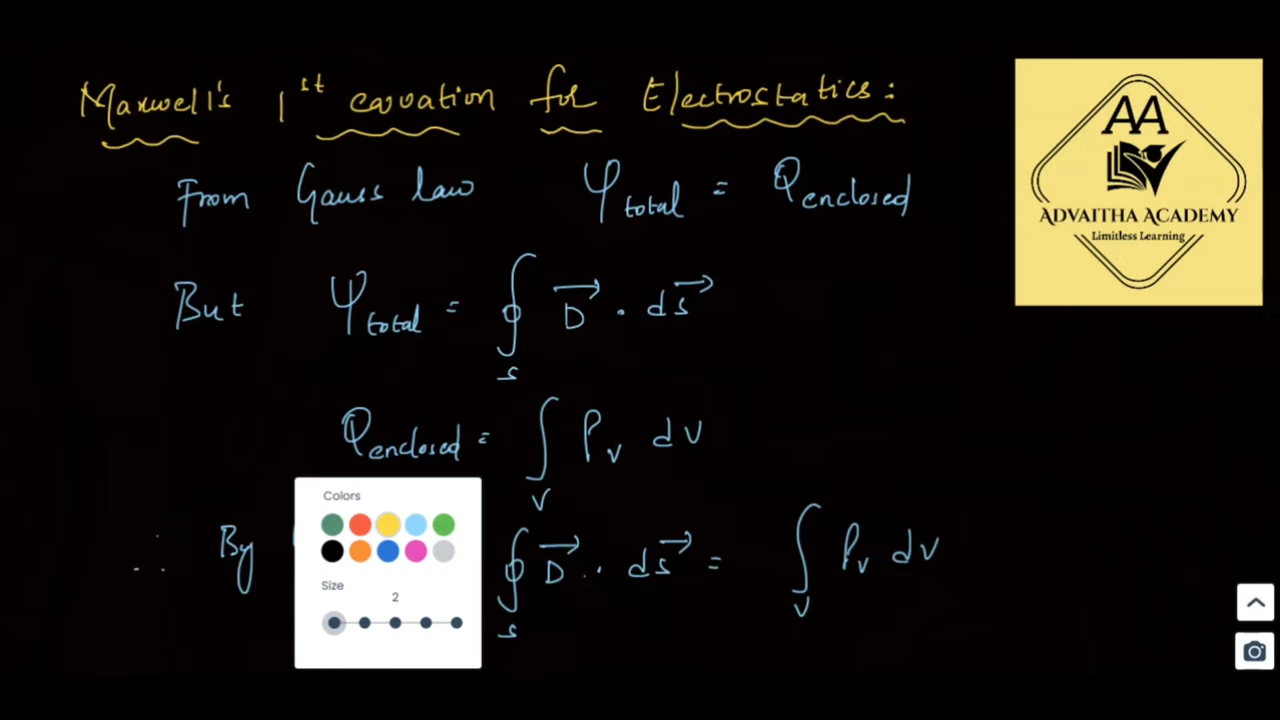 Maxwell's 1st equation for Electrostatics:
From Gauss law ψtotal = Qenclosed
AA
ADVAITHA ACADEMY
Limitless Learning
But ψtotal = ∮s D⃗ · ds⃗
Qenclosed = ∫v ρv dv
∴ By ∮s D⃗ · ds⃗ = ∫v ρv dv
Colors
Size
2